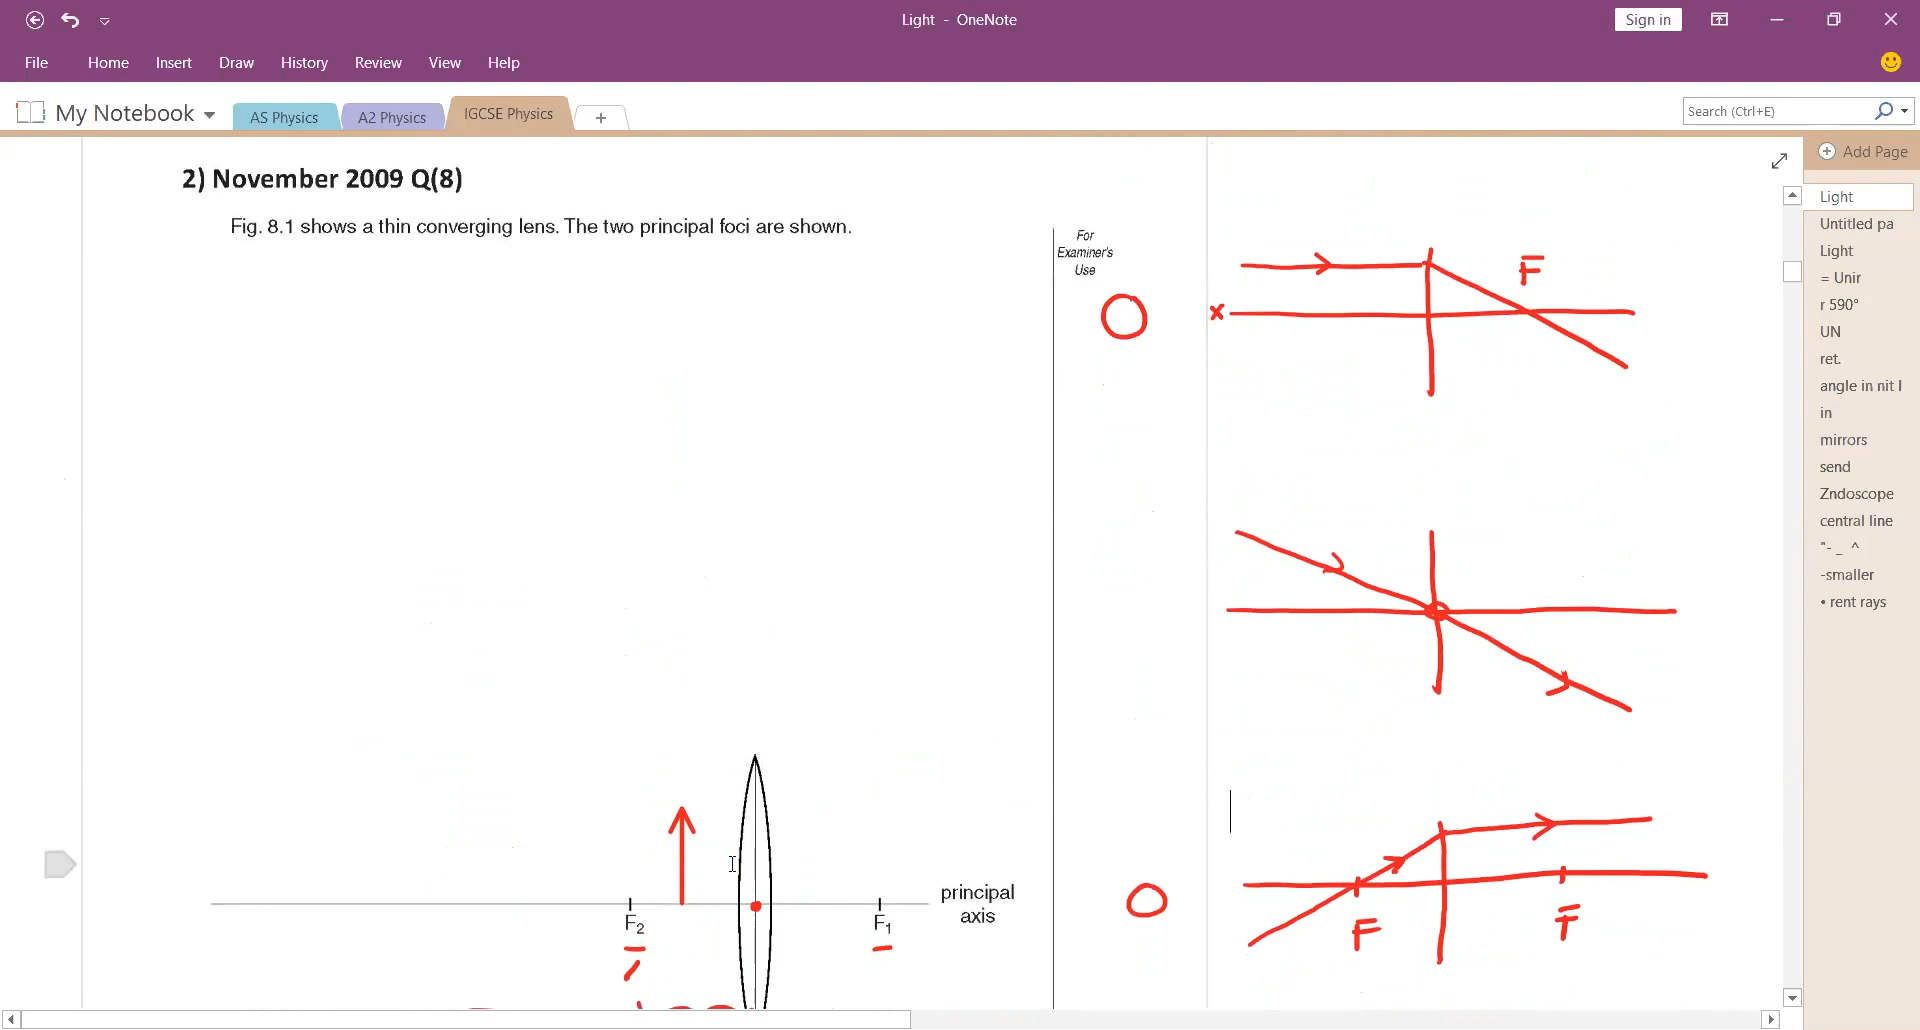 Light - OneNote
Sign in
File Home Insert Draw History Review View Help
My Notebook
AS Physics
A2 Physics
IGCSE Physics
+
Search (Ctrl+E)
Add Page
Light
Untitled pa
Light
= Unir
r 590°
UN
ret.
angle in nit I
in
mirrors
send
Zndoscope
central line
"- _ ^
-smaller
• rent rays
2) November 2009 Q(8)
Fig. 8.1 shows a thin converging lens. The two principal foci are shown.
For
Examiner's
Use
F2
F1
principal
axis
x
F
F
F